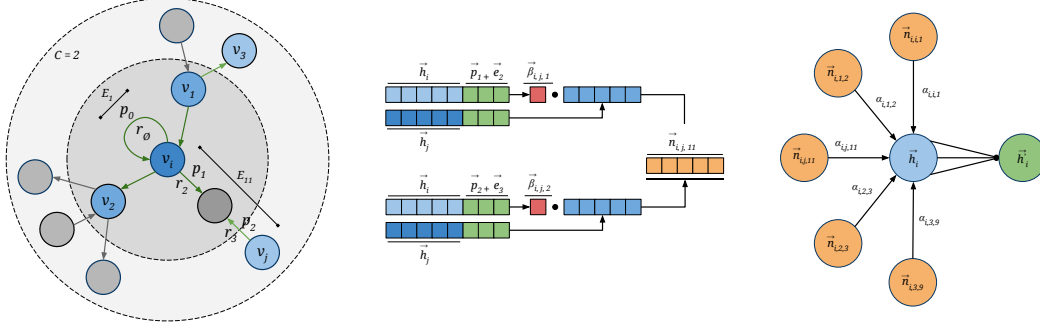 C = 2
v₃
E₁
v₁
p₀
r_ø
vᵢ
p₁
r₂
E₁₁
v₂
p₂
r₃
vⱼ
h⃗ᵢ p⃗₁ + e⃗₂ β⃗ᵢ,ⱼ,₁
h⃗ⱼ
n⃗ᵢ,ⱼ,₁₁
h⃗ᵢ p⃗₂ + e⃗₃ β⃗ᵢ,ⱼ,₂
h⃗ⱼ
n⃗ᵢ,ᵢ,₁
n⃗ᵢ,₁,₂
αᵢ,₁,₂ αᵢ,ᵢ,₁
n⃗ᵢ,ⱼ,₁₁ αᵢ,ⱼ,₁₁ h⃗ᵢ h⃗'ᵢ
αᵢ,₂,₃
αᵢ,₃,₉
n⃗ᵢ,₂,₃
n⃗ᵢ,₃,₉